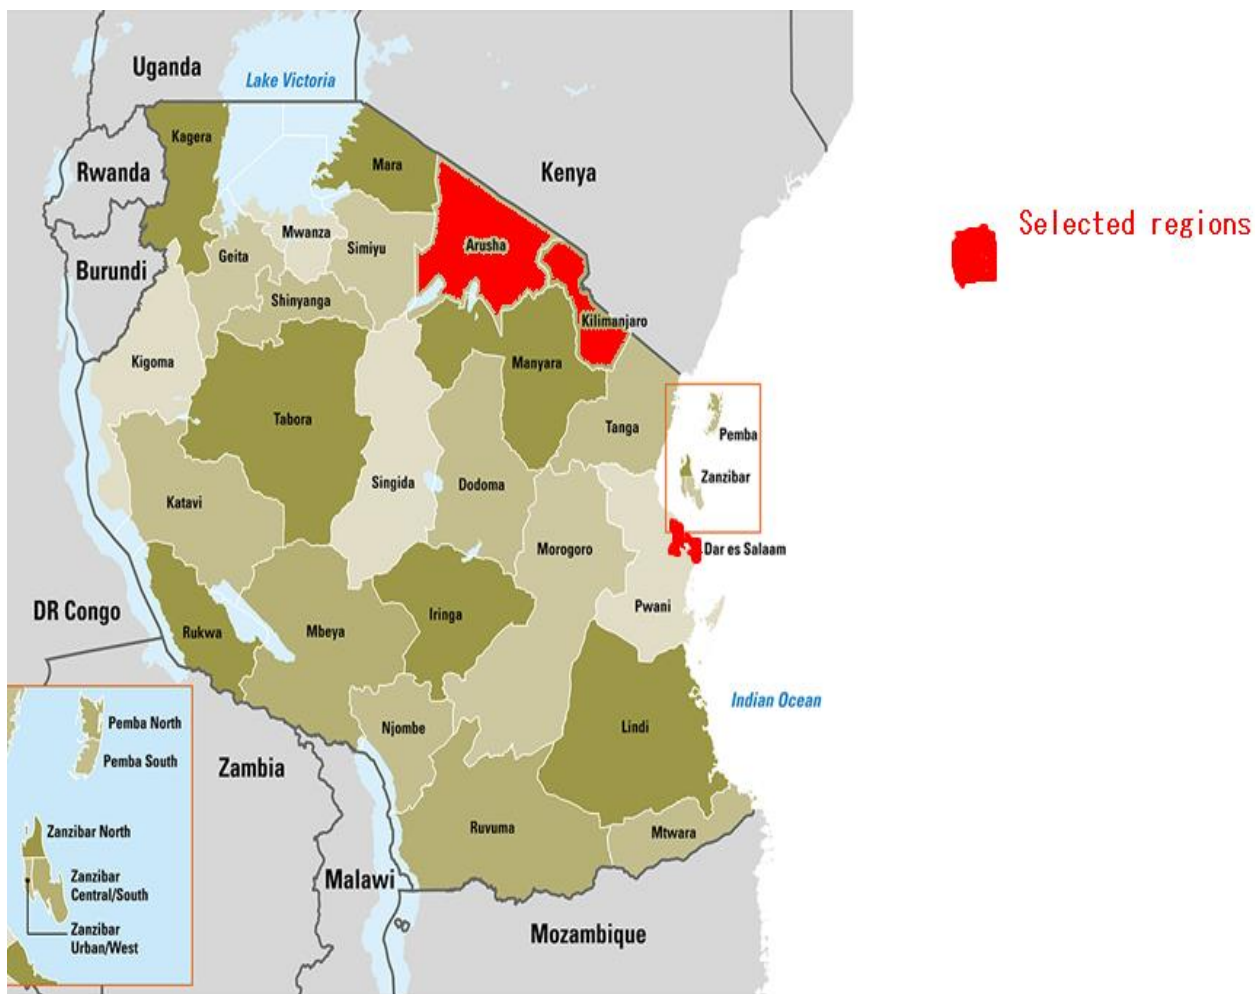 Uganda
Lake Victoria
Kagera
Rwanda
Mara
Kenya
Selected regions
Mwanza
Simiyu
Arusha
Geita
Burundi
Shinyanga
Kilimanjaro
Kigoma
Manyara
Tabora
Tanga
Pemba
Singida
Dodoma
Zanzibar
Katavi
Morogoro
Dar es Salaam
Pwani
DR Congo
Iringa
Rukwa
Mbeya
Indian Ocean
Njombe
Lindi
Pemba North
Pemba South
Zambia
Ruvuma
Mtwara
Zanzibar North
Zanzibar
Central/South
Malawi
Zanzibar
Urban/West
Mozambique